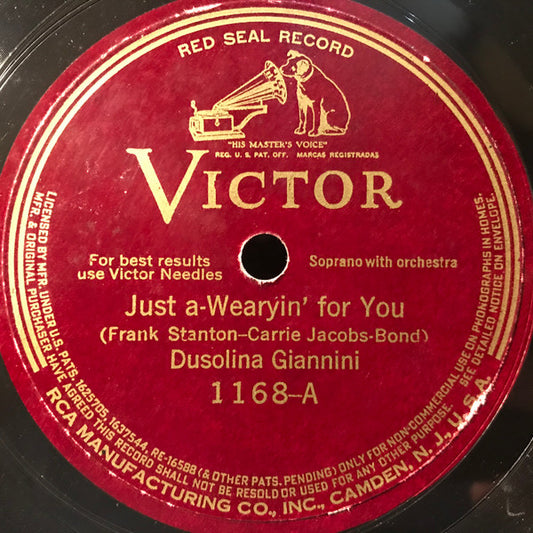 RED SEAL RECORD
"HIS MASTER'S VOICE"
REG. U. S. PAT. OFF. MARCAS REGISTRADAS
VICTOR
For best results
use Victor Needles
Soprano with orchestra
Just a-Wearyin' for You
(Frank Stanton–Carrie Jacobs-Bond)
Dusolina Giannini
1168-A
LICENSED BY MFR. UNDER U.S. PATS. 1625705, 1637544, RE-16588 (& OTHER PATS. PENDING) ONLY FOR NON-COMMERCIAL USE ON PHONOGRAPHS IN HOMES.
MFR. & ORIGINAL PURCHASER HAVE AGREED THIS RECORD SHALL NOT BE RESOLD OR USED FOR ANY OTHER PURPOSE. SEE DETAILED NOTICE ON ENVELOPE.
RCA MANUFACTURING CO., INC., CAMDEN, N. J., U. S. A.